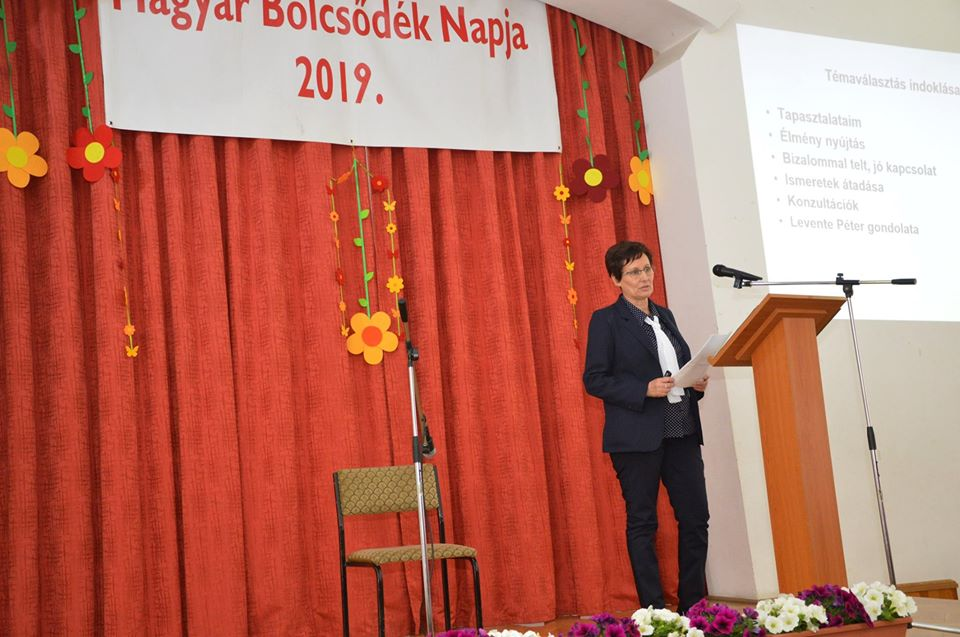 Magyar Bölcsődék Napja
2019.
Témaválasztás indoklása
• Tapasztalataim
• Élmény nyújtás
• Bizalommal telt, jó kapcsolat
• Ismeretek átadása
• Konzultációk
• Levente Péter gondolata